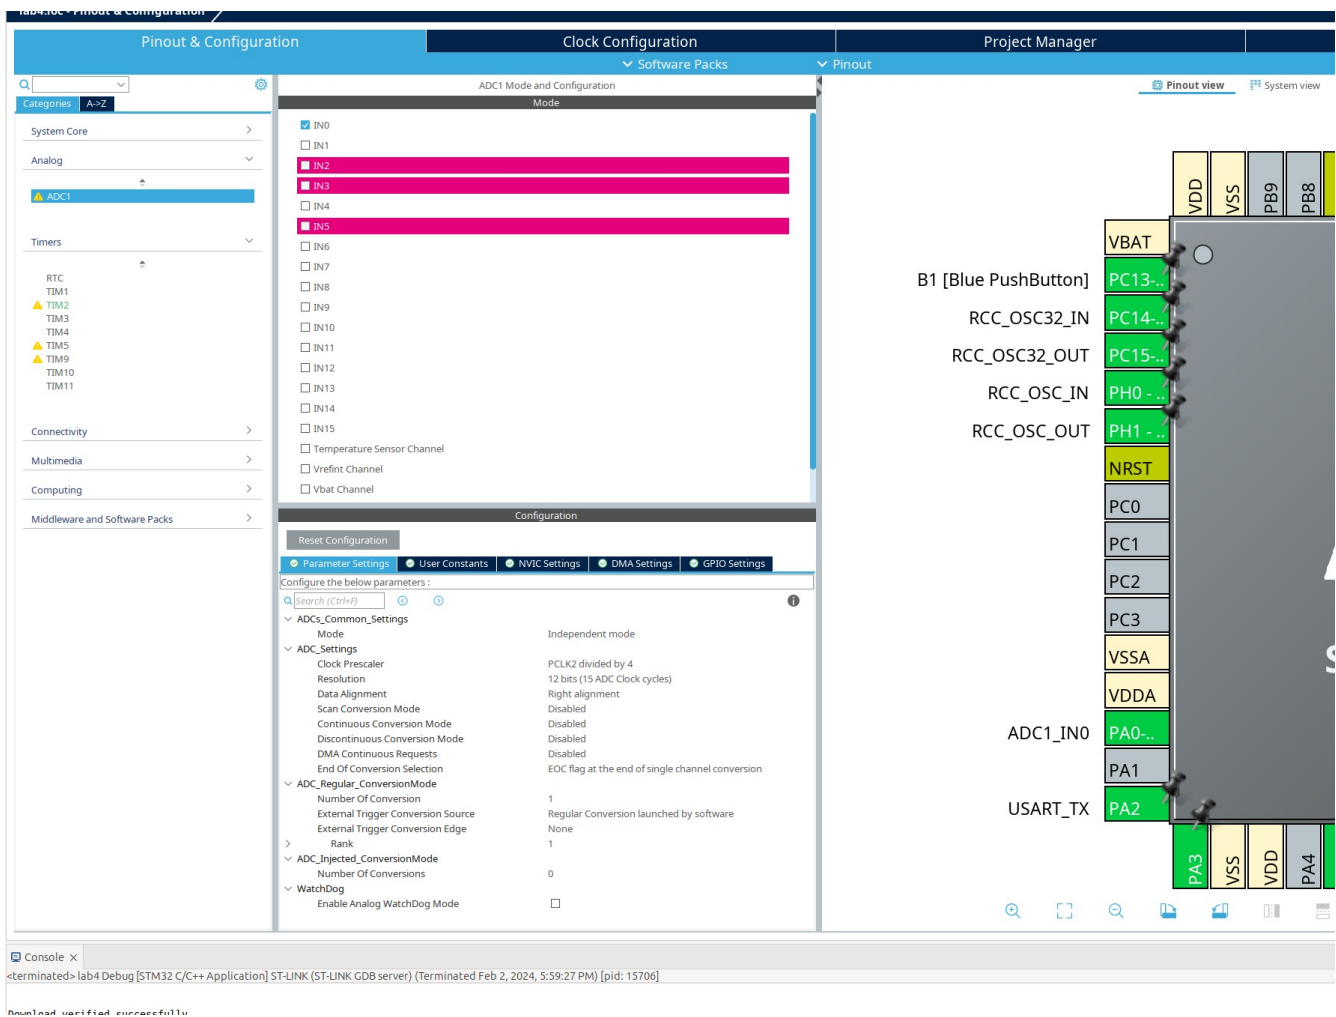 lab4.ioc - Pinout & Configuration
Pinout & Configuration
Clock Configuration
Project Manager
Software Packs
Pinout
Categories
A->Z
System Core
Analog
ADC1
Timers
RTC
TIM1
TIM2
TIM3
TIM4
TIM5
TIM9
TIM10
TIM11
Connectivity
Multimedia
Computing
Middleware and Software Packs
ADC1 Mode and Configuration
Mode
IN0
IN1
IN2
IN3
IN4
IN5
IN6
IN7
IN8
IN9
IN10
IN11
IN12
IN13
IN14
IN15
Temperature Sensor Channel
Vrefint Channel
Vbat Channel
Configuration
Reset Configuration
Parameter Settings
User Constants
NVIC Settings
DMA Settings
GPIO Settings
Configure the below parameters :
Search (Ctrl+F)
ADCs_Common_Settings
Mode Independent mode
ADC_Settings
Clock Prescaler PCLK2 divided by 4
Resolution 12 bits (15 ADC Clock cycles)
Data Alignment Right alignment
Scan Conversion Mode Disabled
Continuous Conversion Mode Disabled
Discontinuous Conversion Mode Disabled
DMA Continuous Requests Disabled
End Of Conversion Selection EOC flag at the end of single channel conversion
ADC_Regular_ConversionMode
Number Of Conversion 1
External Trigger Conversion Source Regular Conversion launched by software
External Trigger Conversion Edge None
Rank 1
ADC_Injected_ConversionMode
Number Of Conversions 0
WatchDog
Enable Analog WatchDog Mode
Pinout view
System view
VDD
VSS
PB9
PB8
VBAT
B1 [Blue PushButton] PC13-..
RCC_OSC32_IN PC14-..
RCC_OSC32_OUT PC15-..
RCC_OSC_IN PH0 - ..
RCC_OSC_OUT PH1 - ..
NRST
PC0
PC1
PC2
PC3
VSSA
VDDA
ADC1_IN0 PA0-..
PA1
USART_TX PA2
PA3
VSS
VDD
PA4
Console
<terminated> lab4 Debug [STM32 C/C++ Application] ST-LINK (ST-LINK GDB server) (Terminated Feb 2, 2024, 5:59:27 PM) [pid: 15706]
Download verified successfully